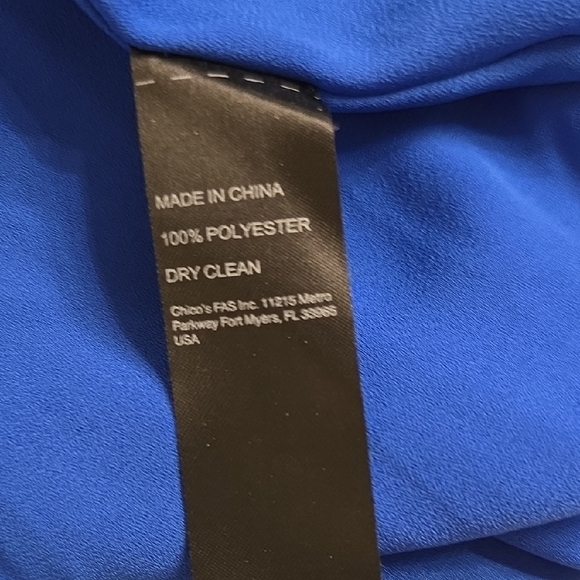 MADE IN CHINA
100% POLYESTER
DRY CLEAN
Chico's FAS Inc. 11215 Metro
Parkway Fort Myers, FL 33966
USA